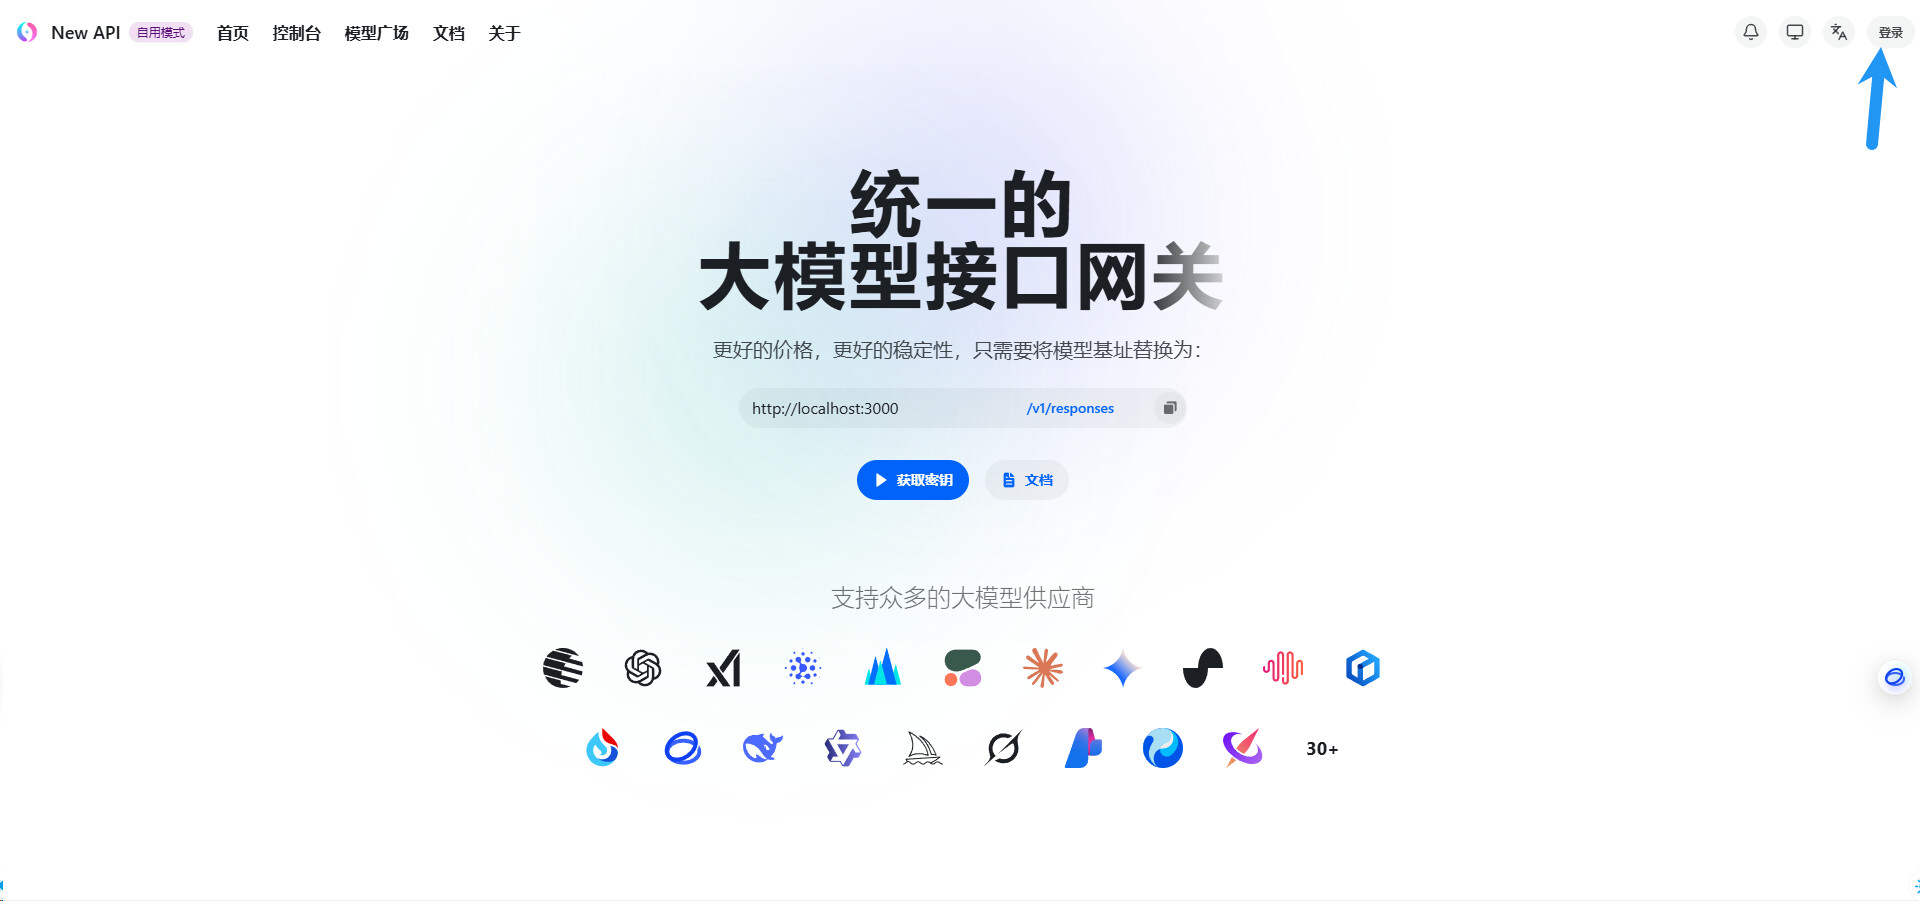 New API 自用模式 首页 控制台 模型广场 文档 关于 登录
统一的
大模型接口网关
更好的价格，更好的稳定性，只需要将模型基址替换为：
http://localhost:3000 /v1/responses
获取密钥 文档
支持众多的大模型供应商
30+